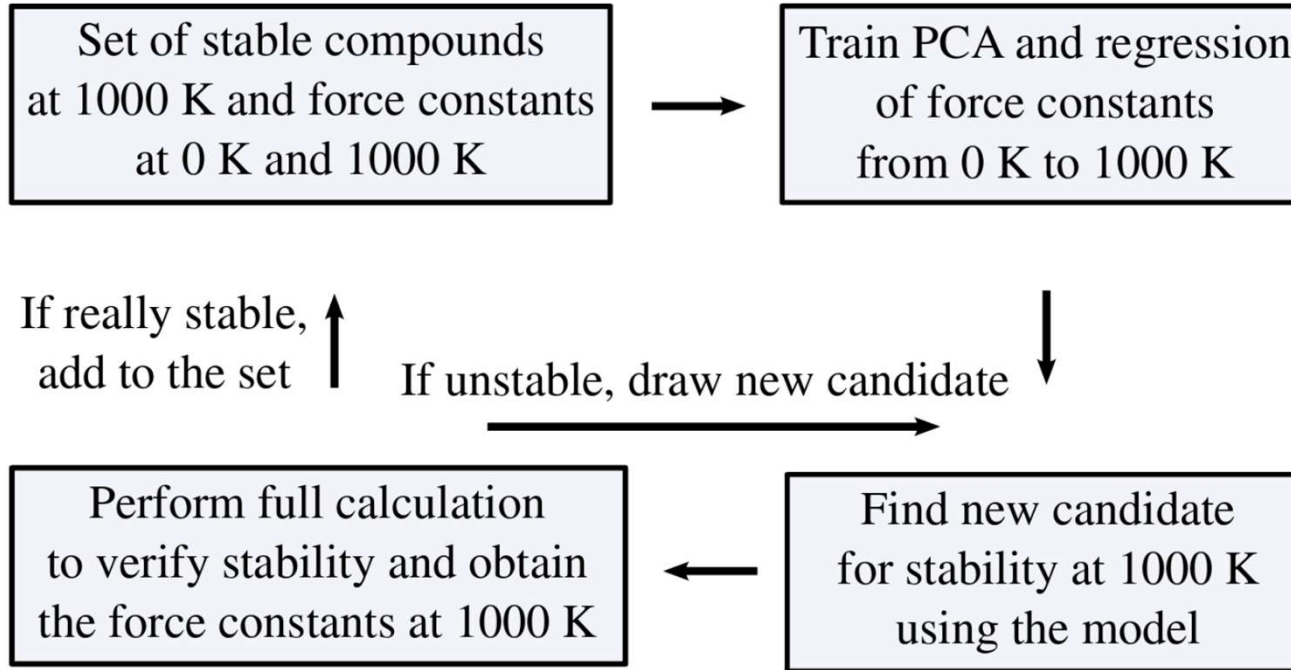 Set of stable compounds
at 1000 K and force constants
at 0 K and 1000 K
Train PCA and regression
of force constants
from 0 K to 1000 K
If really stable,
add to the set
If unstable, draw new candidate
Perform full calculation
to verify stability and obtain
the force constants at 1000 K
Find new candidate
for stability at 1000 K
using the model